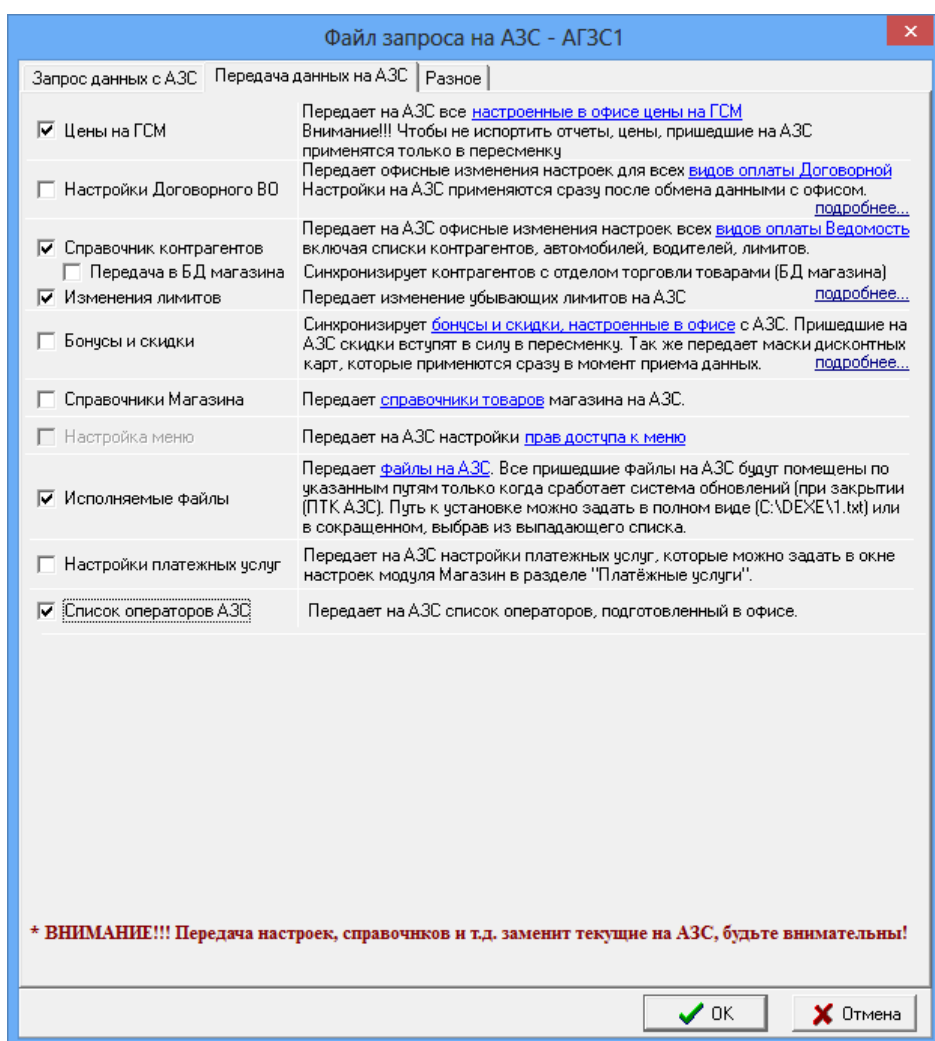 Файл запроса на АЗС - АГЗС1
Запрос данных с АЗС
Передача данных на АЗС
Разное
Цены на ГСМ
Передает на АЗС все настроенные в офисе цены на ГСМ
Внимание!!! Чтобы не испортить отчеты, цены, пришедшие на АЗС
применятся только в пересменку
Настройки Договорного ВО
Передает офисные изменения настроек для всех видов оплаты Договорной
Настройки на АЗС применяются сразу после обмена данными с офисом.
подробнее...
Справочник контрагентов
Передает на АЗС офисные изменения настроек всех видов оплаты Ведомость
включая списки контрагентов, автомобилей, водителей, лимитов.
Передача в БД магазина
Синхронизирует контрагентов с отделом торговли товарами (БД магазина)
Изменения лимитов
Передает изменение убывающих лимитов на АЗС
подробнее...
Бонусы и скидки
Синхронизирует бонусы и скидки, настроенные в офисе с АЗС. Пришедшие на
АЗС скидки вступят в силу в пересменку. Так же передает маски дисконтных
карт, которые применются сразу в момент приема данных.
подробнее...
Справочники Магазина
Передает справочники товаров магазина на АЗС.
Настройка меню
Передает на АЗС настройки прав доступа к меню
Исполняемые файлы
Передает файлы на АЗС. Все пришедшие файлы на АЗС будут помещены по
указанным путям только когда сработает система обновлений (при закрытии
(ПТК АЗС). Путь к установке можно задать в полном виде (C:\DEXE\1.txt) или
в сокращенном, выбрав из выпадающего списка.
Настройки платежных услуг
Передает на АЗС настройки платежных услуг, которые можно задать в окне
настроек модуля Магазин в разделе "Платёжные услуги".
Список операторов АЗС
Передает на АЗС список операторов, подготовленный в офисе.
* ВНИМАНИЕ!!! Передача настроек, справочнков и т.д. заменит текущие на АЗС, будьте внимательны!
OK
Отмена